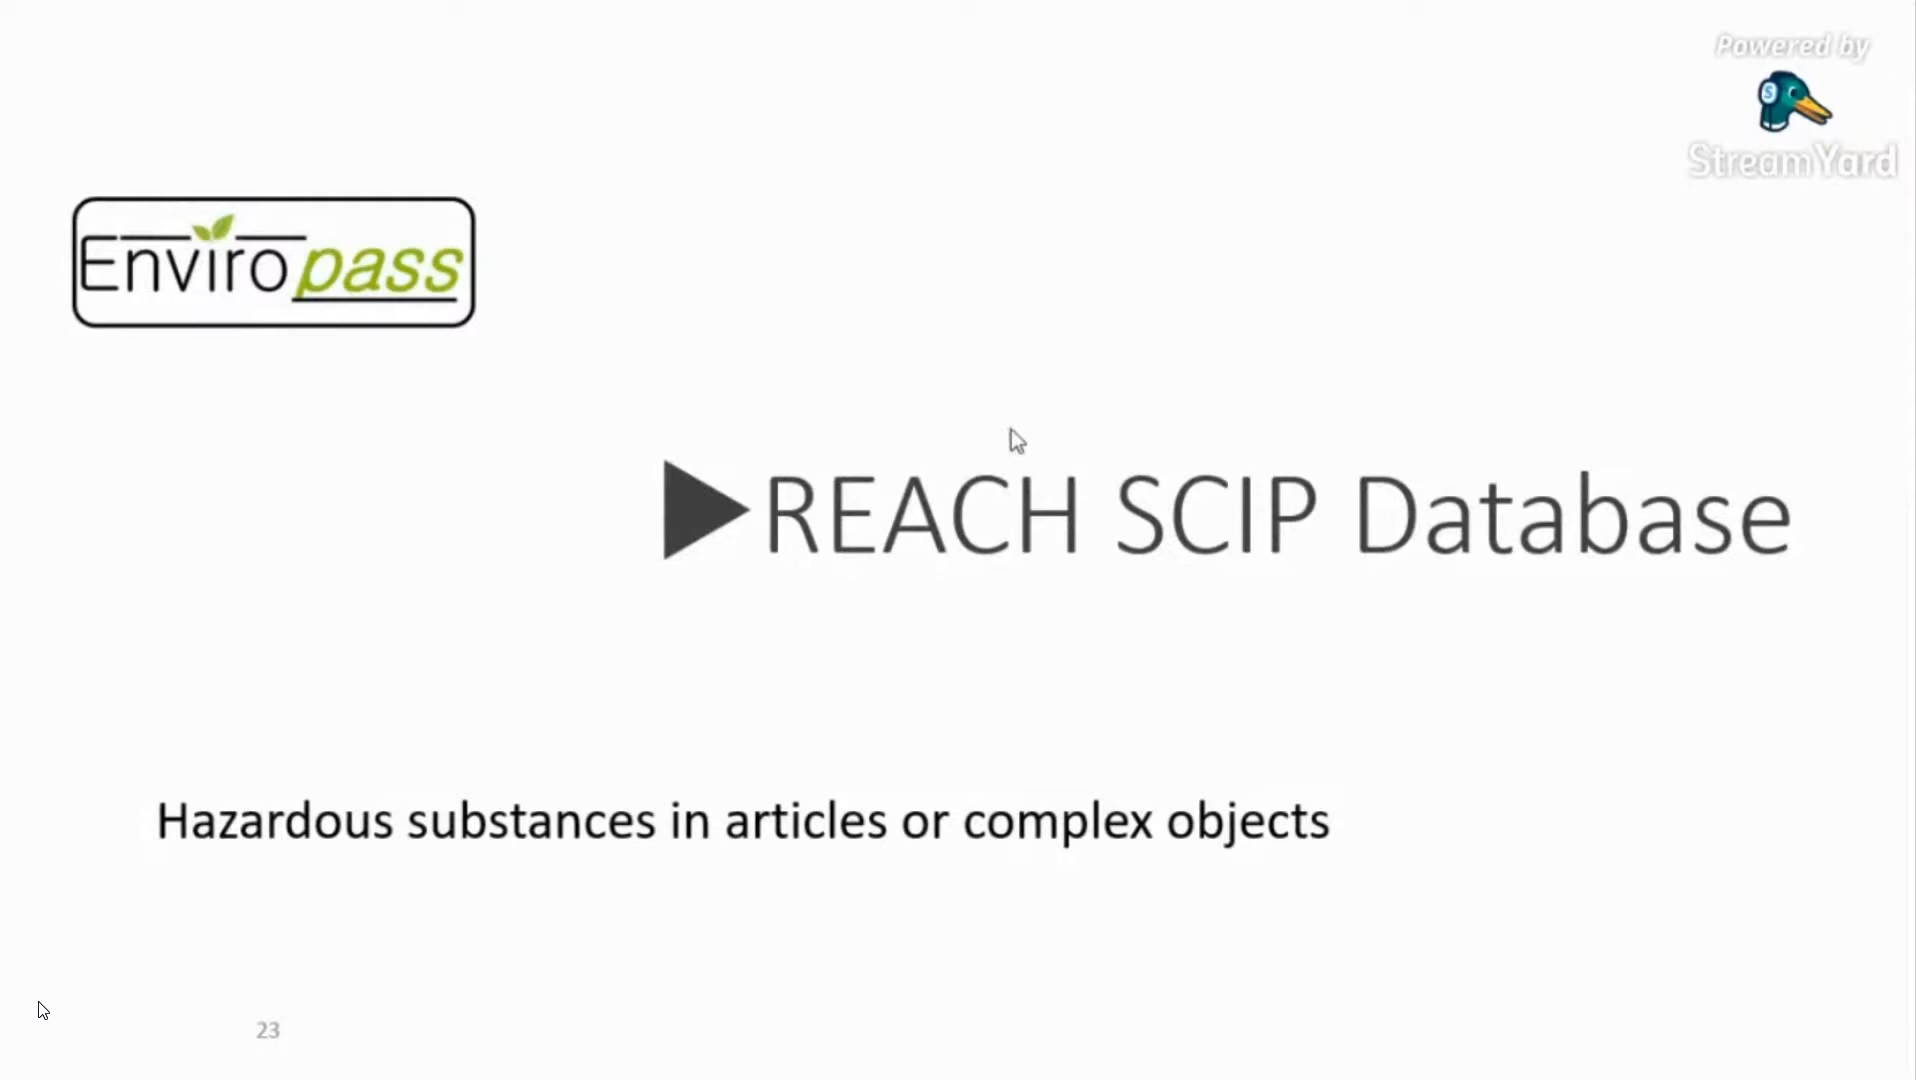 Powered by
S
StreamYard
Enviropass
REACH SCIP Database
Hazardous substances in articles or complex objects
23